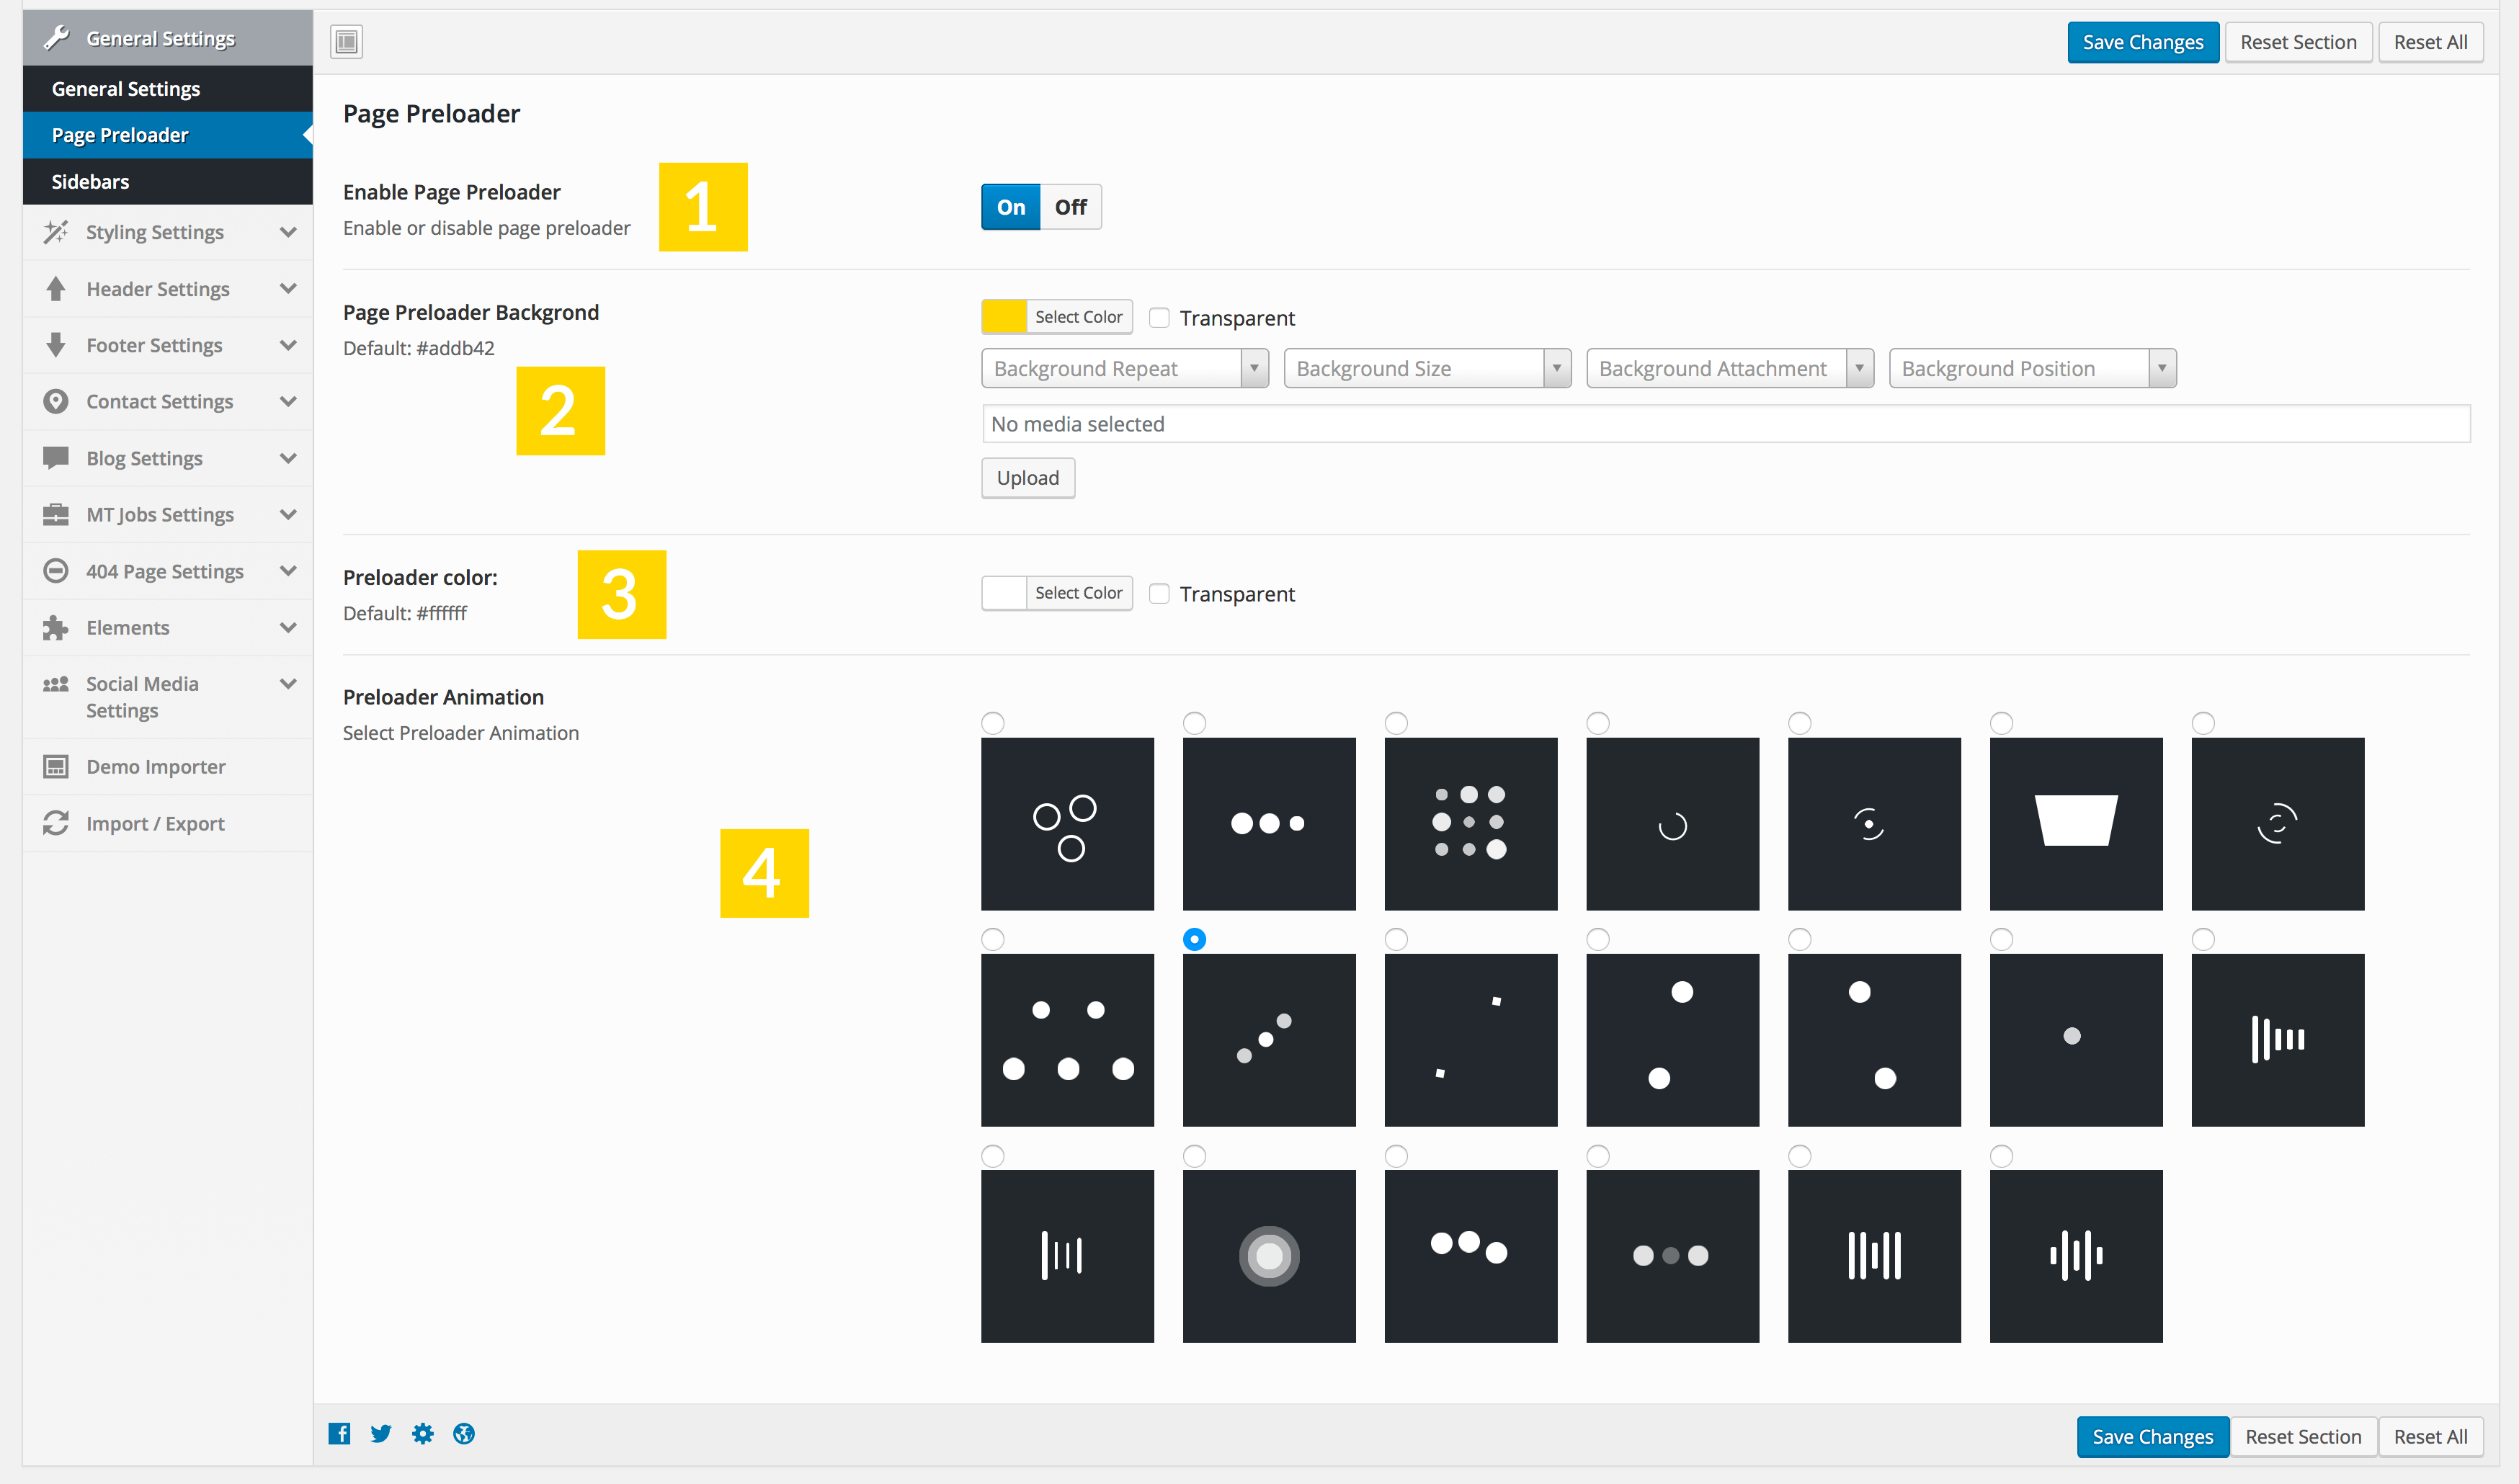 General Settings
General Settings
Page Preloader
Sidebars
Styling Settings
Header Settings
Footer Settings
Contact Settings
Blog Settings
MT Jobs Settings
404 Page Settings
Elements
Social Media
Settings
Demo Importer
Import / Export
Save Changes Reset Section Reset All
Page Preloader
Enable Page Preloader
Enable or disable page preloader
1
On Off
Page Preloader Backgrond
Default: #addb42
2
Select Color Transparent
Background Repeat Background Size Background Attachment Background Position
No media selected
Upload
Preloader color:
Default: #ffffff
3
Select Color Transparent
Preloader Animation
Select Preloader Animation
4
Save Changes Reset Section Reset All